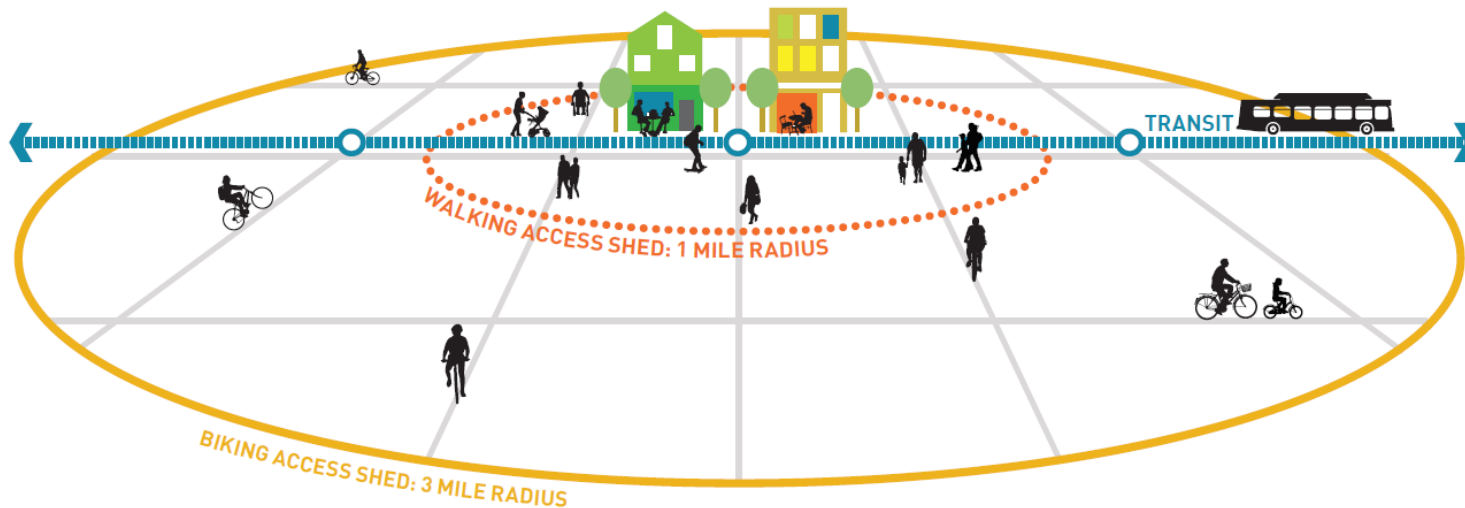 TRANSIT
WALKING ACCESS SHED: 1 MILE RADIUS
BIKING ACCESS SHED: 3 MILE RADIUS